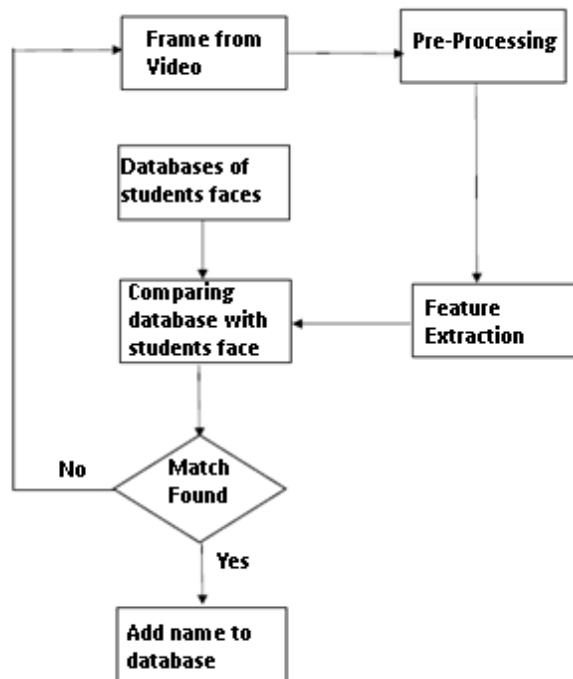 Frame from
Video
Pre-Processing
Databases of
students faces
Comparing
database with
students face
Feature
Extraction
No
Match
Found
Yes
Add name to
database